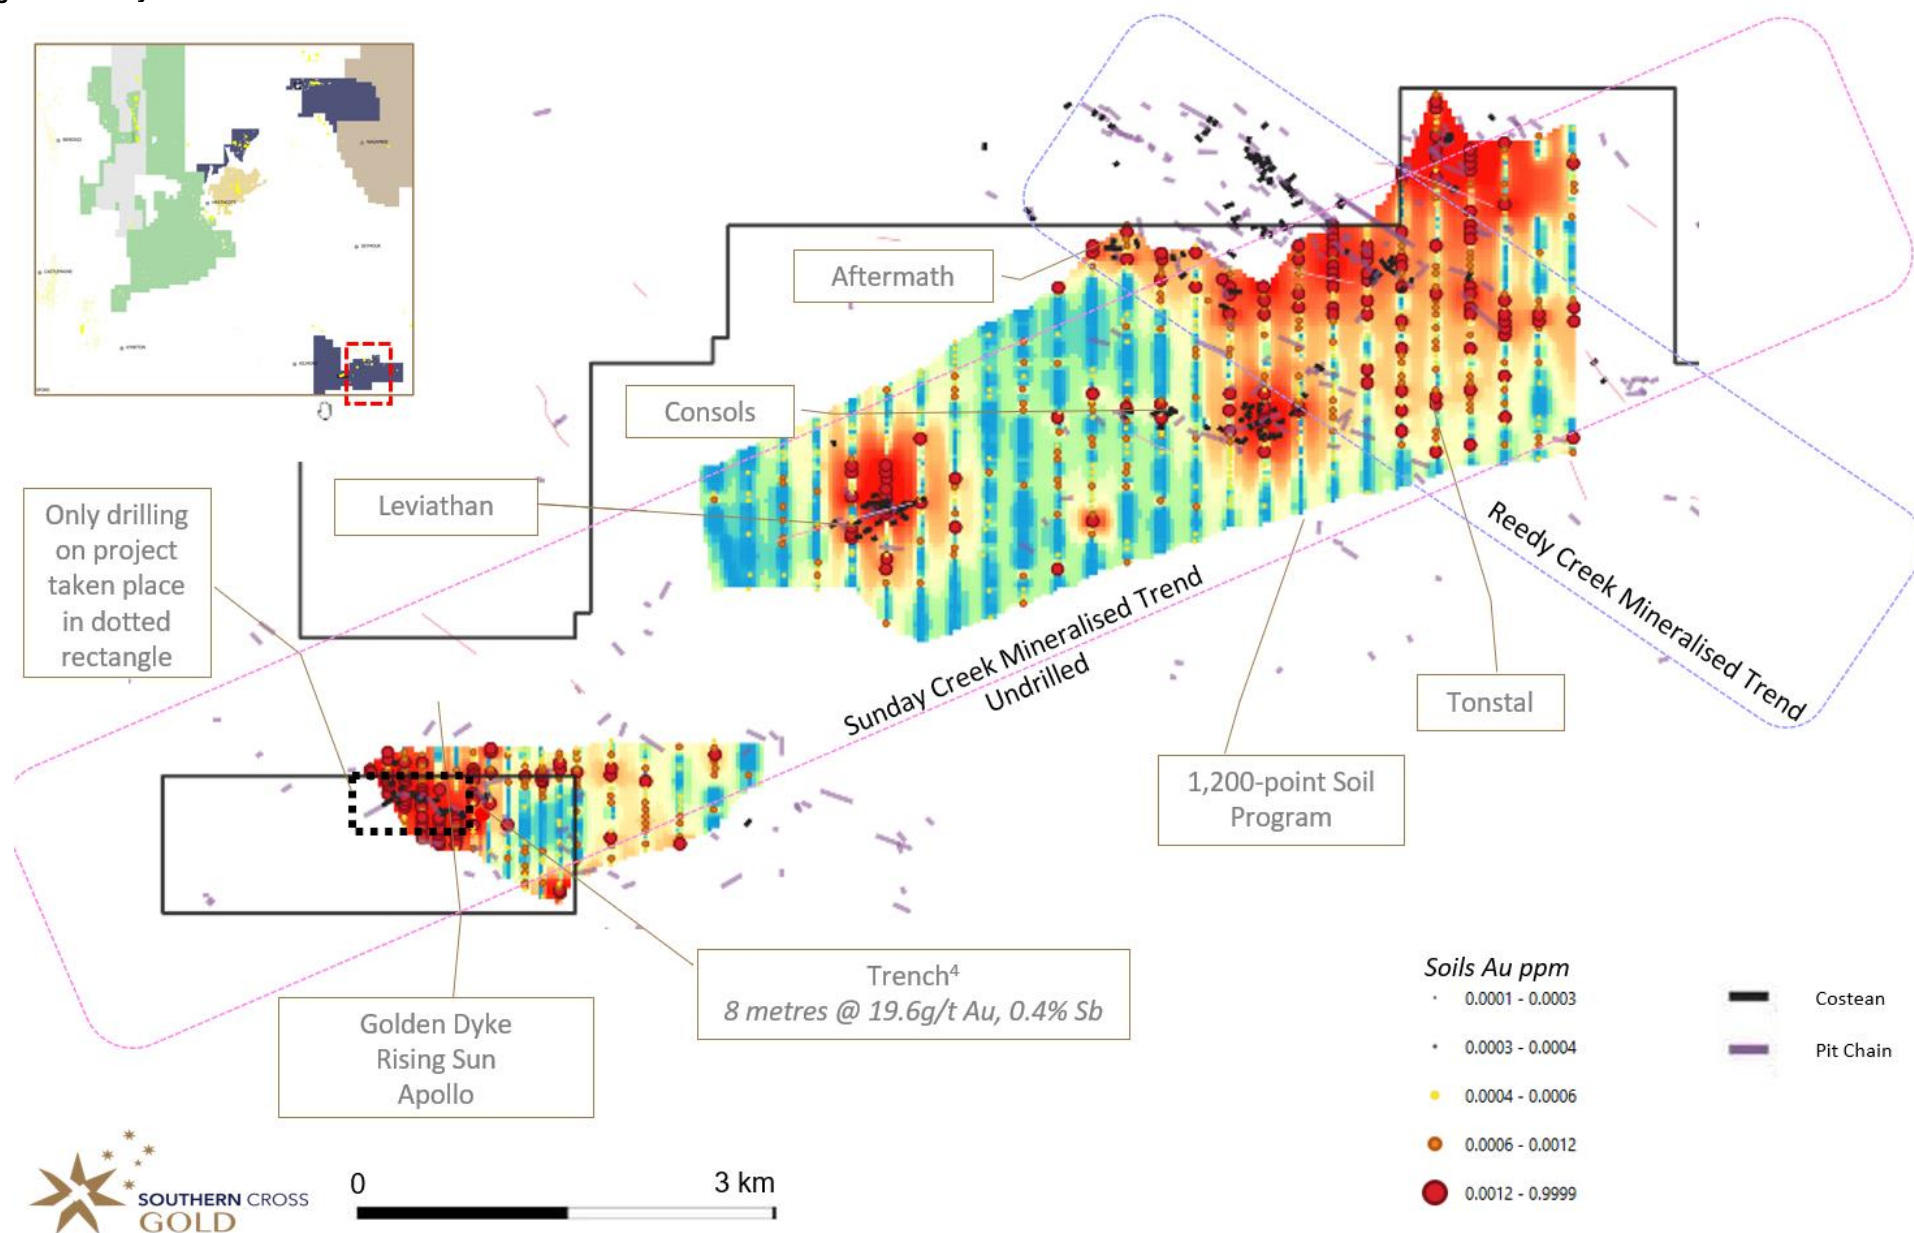 HEATHCOTE
SEYMOUR
KYNETON
Aftermath
Consols
Leviathan
Only drilling
on project
taken place
in dotted
rectangle
Sunday Creek Mineralised Trend
Undrilled
Reedy Creek Mineralised Trend
Tonstal
1,200-point Soil
Program
Trench4
8 metres @ 19.6g/t Au, 0.4% Sb
Golden Dyke
Rising Sun
Apollo
Soils Au ppm
0.0001 - 0.0003
0.0003 - 0.0004
0.0004 - 0.0006
0.0006 - 0.0012
0.0012 - 0.9999
Costean
Pit Chain
SOUTHERN CROSS
GOLD
0 3 km